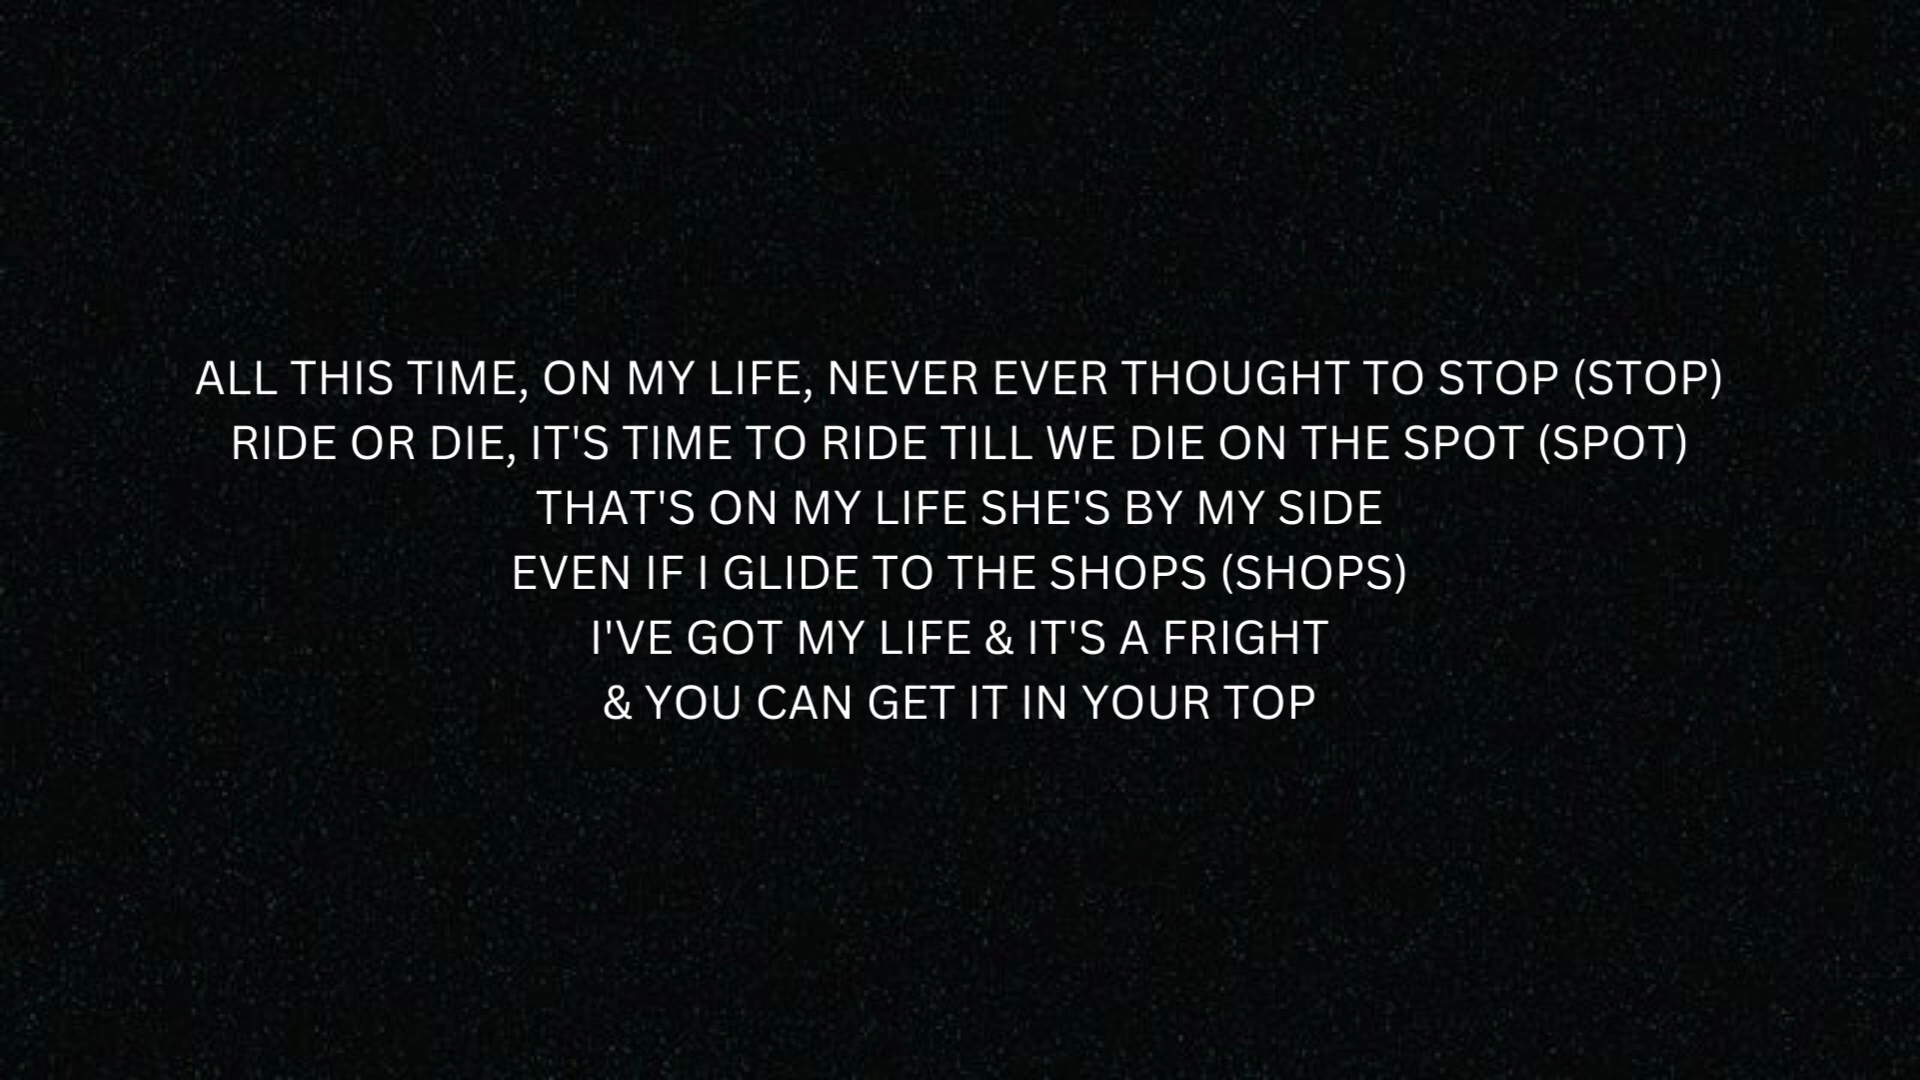 ALL THIS TIME, ON MY LIFE, NEVER EVER THOUGHT TO STOP (STOP)
RIDE OR DIE, IT'S TIME TO RIDE TILL WE DIE ON THE SPOT (SPOT)
THAT'S ON MY LIFE SHE'S BY MY SIDE
EVEN IF I GLIDE TO THE SHOPS (SHOPS)
I'VE GOT MY LIFE & IT'S A FRIGHT
& YOU CAN GET IT IN YOUR TOP